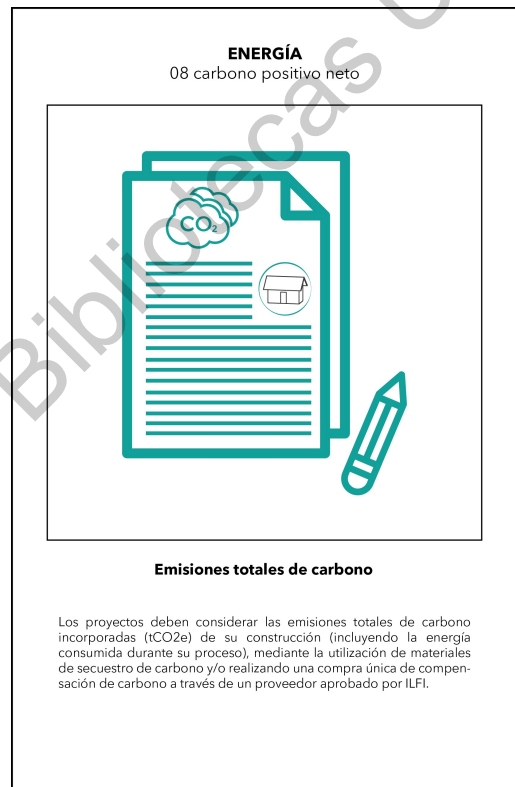 ENERGÍA
08 carbono positivo neto
CO2
Emisiones totales de carbono
Los proyectos deben considerar las emisiones totales de carbono
incorporadas (tCO2e) de su construcción (incluyendo la energía
consumida durante su proceso), mediante la utilización de materiales
de secuestro de carbono y/o realizando una compra única de compen-
sación de carbono a través de un proveedor aprobado por ILFI.
Bibliotecas